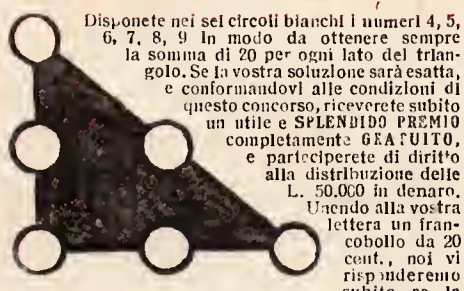 Disponete nei sei circoli bianchi i numeri 4, 5,
6, 7, 8, 9 in modo da ottenere sempre
la somma di 20 per ogni lato del trian-
golo. Se la vostra soluzione sarà esatta,
e conformandovi alle condizioni di
questo concorso, riceverete subito
un utile e SPLENDIDO PREMIO
completamente GRATUITO,
e parteciperete di diritto
alla distribuzione delle
L. 50.000 in denaro.
Unendo alla vostra
lettera un fran-
cobollo da 20
cent., noi vi
risponderemo